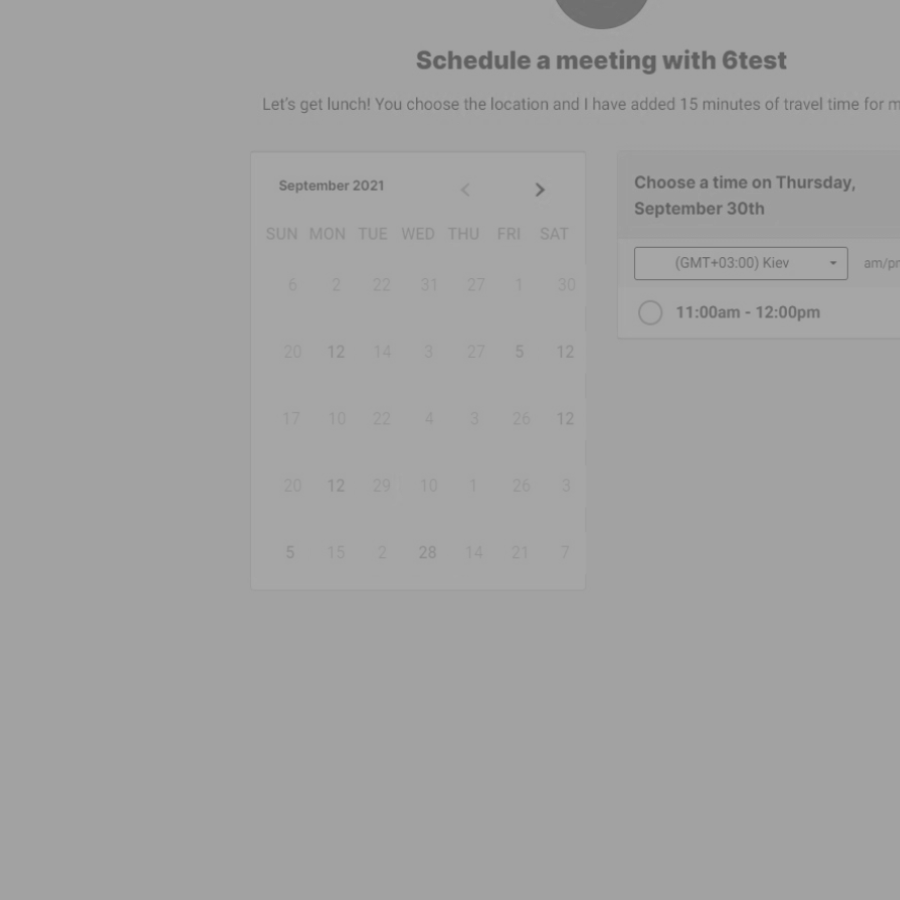 Schedule a meeting with 6test
Let's get lunch! You choose the location and I have added 15 minutes of travel time for
September 2021
SUN MON TUE WED THU FRI SAT
6 2 22 31 27 1 30
20 12 14 3 27 5 12
17 10 22 4 3 26 12
20 12 29 10 1 26 3
5 15 2 28 14 21 7
Choose a time on Thursday,
September 30th
(GMT+03:00) Kiev
am/pr
11:00am - 12:00pm